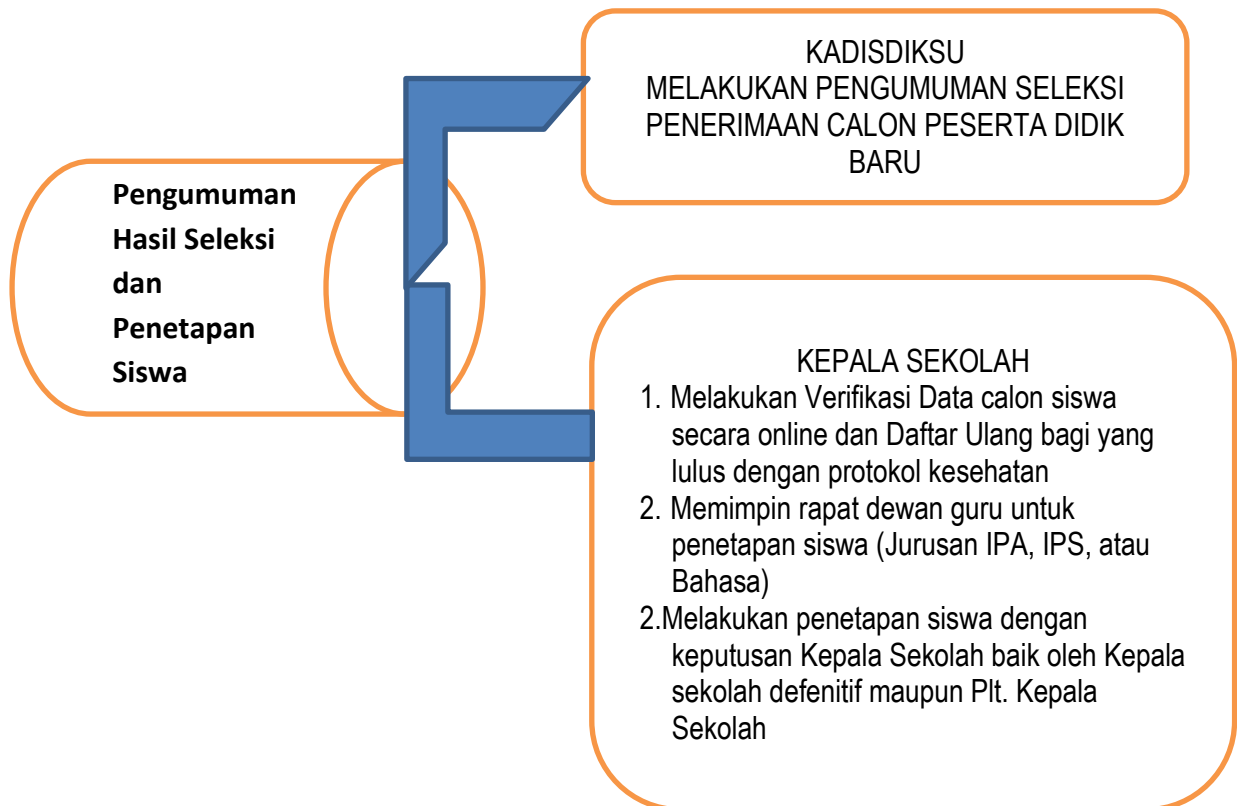 Pengumuman
Hasil Seleksi
dan
Penetapan
Siswa
KADISDIKSU
MELAKUKAN PENGUMUMAN SELEKSI
PENERIMAAN CALON PESERTA DIDIK
BARU
KEPALA SEKOLAH
1. Melakukan Verifikasi Data calon siswa
secara online dan Daftar Ulang bagi yang
lulus dengan protokol kesehatan
2. Memimpin rapat dewan guru untuk
penetapan siswa (Jurusan IPA, IPS, atau
Bahasa)
2.Melakukan penetapan siswa dengan
keputusan Kepala Sekolah baik oleh Kepala
sekolah defenitif maupun Plt. Kepala
Sekolah